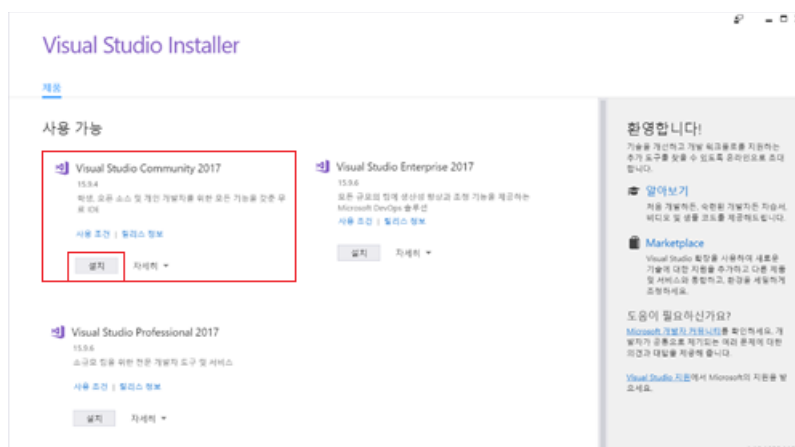 Visual Studio Installer
제품
사용 가능
Visual Studio Community 2017
15.9.4
학생, 오픈 소스 및 개인 개발자를 위한 모든 기능을 갖춘 무
료 IDE
사용 조건 | 릴리스 정보
설치
자세히
Visual Studio Enterprise 2017
15.9.6
모든 규모의 팀에 생산성 향상과 조정 기능을 제공하는
Microsoft DevOps 솔루션
사용 조건 | 릴리스 정보
설치
자세히
Visual Studio Professional 2017
15.9.6
소규모 팀을 위한 전문 개발자 도구 및 서비스
사용 조건 | 릴리스 정보
설치
자세히
환영합니다!
기술을 개선하고 개발 워크플로를 지원하는
추가 도구를 찾을 수 있도록 온라인으로 초대
합니다.
알아보기
처음 개발하든, 숙련된 개발자든 자습서,
비디오 및 샘플 코드를 제공해드립니다.
Marketplace
Visual Studio 확장을 사용하여 새로운
기술에 대한 지원을 추가하고 다른 제품
및 서비스와 통합하고, 환경을 세밀하게
조정하세요.
도움이 필요하신가요?
Microsoft 개발자 커뮤니티를 확인하세요. 개
발자가 공통으로 제기되는 여러 문제에 대한
의견과 대답을 제공해 줍니다.
Visual Studio 지원에서 Microsoft의 지원을 받
으세요.